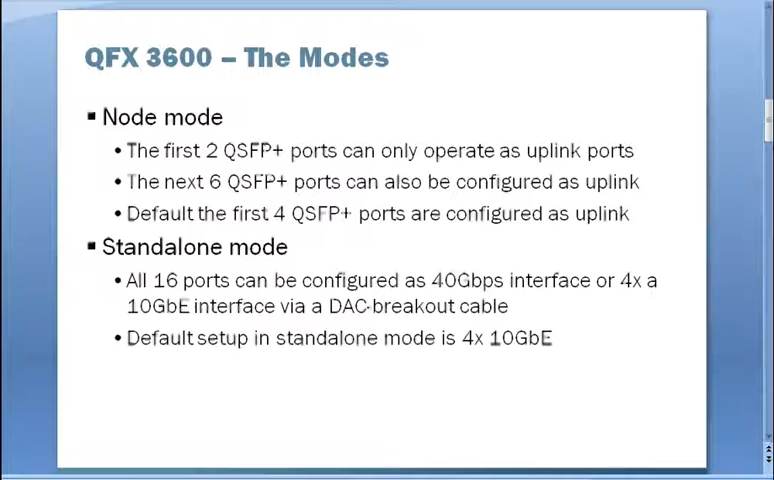 QFX 3600 – The Modes
▪ Node mode
• The first 2 QSFP+ ports can only operate as uplink ports
• The next 6 QSFP+ ports can also be configured as uplink
• Default the first 4 QSFP+ ports are configured as uplink
▪ Standalone mode
• All 16 ports can be configured as 40Gbps interface or 4x a
10GbE interface via a DAC-breakout cable
• Default setup in standalone mode is 4x 10GbE